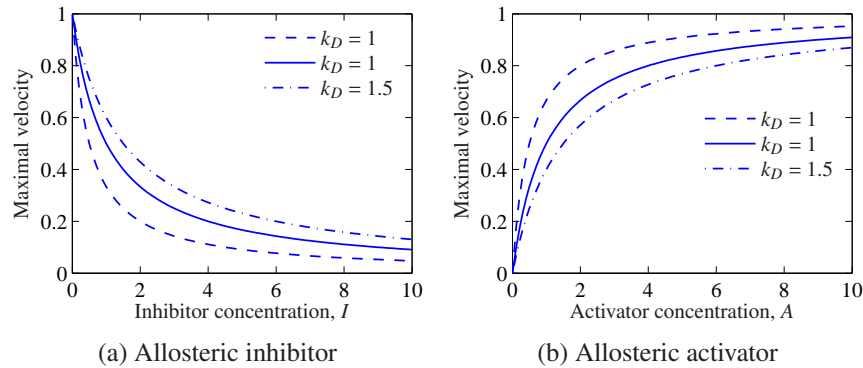 1
0.8
0.6
0.4
0.2
0
0 2 4 6 8 10
Maximal velocity
Inhibitor concentration, I
k_D = 1
k_D = 1
k_D = 1.5
(a) Allosteric inhibitor
1
0.8
0.6
0.4
0.2
0
0 2 4 6 8 10
Maximal velocity
Activator concentration, A
k_D = 1
k_D = 1
k_D = 1.5
(b) Allosteric activator